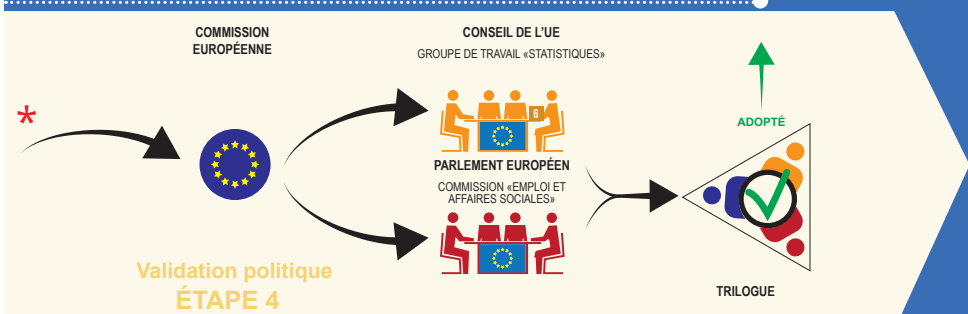 COMMISSION
EUROPÉENNE
CONSEIL DE L'UE
GROUPE DE TRAVAIL «STATISTIQUES»
6
PARLEMENT EUROPÉEN
COMMISSION «EMPLOI ET
AFFAIRES SOCIALES»
ADOPTÉ
TRILOGUE
*
Validation politique
ÉTAPE 4